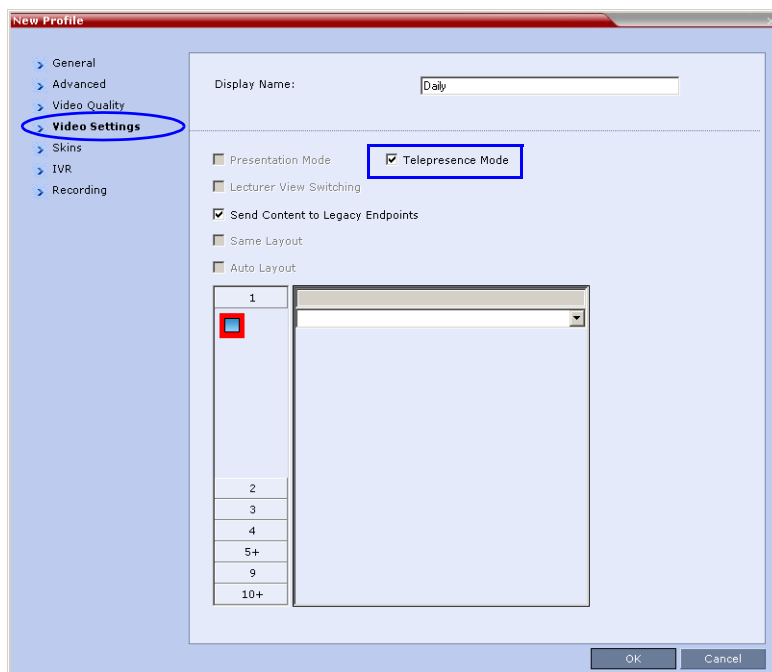 New Profile
General
Advanced
Video Quality
Video Settings
Skins
IVR
Recording
Display Name: Daily
Presentation Mode Telepresence Mode
Lecturer View Switching
Send Content to Legacy Endpoints
Same Layout
Auto Layout
1
2
3
4
5+
9
10+
OK Cancel